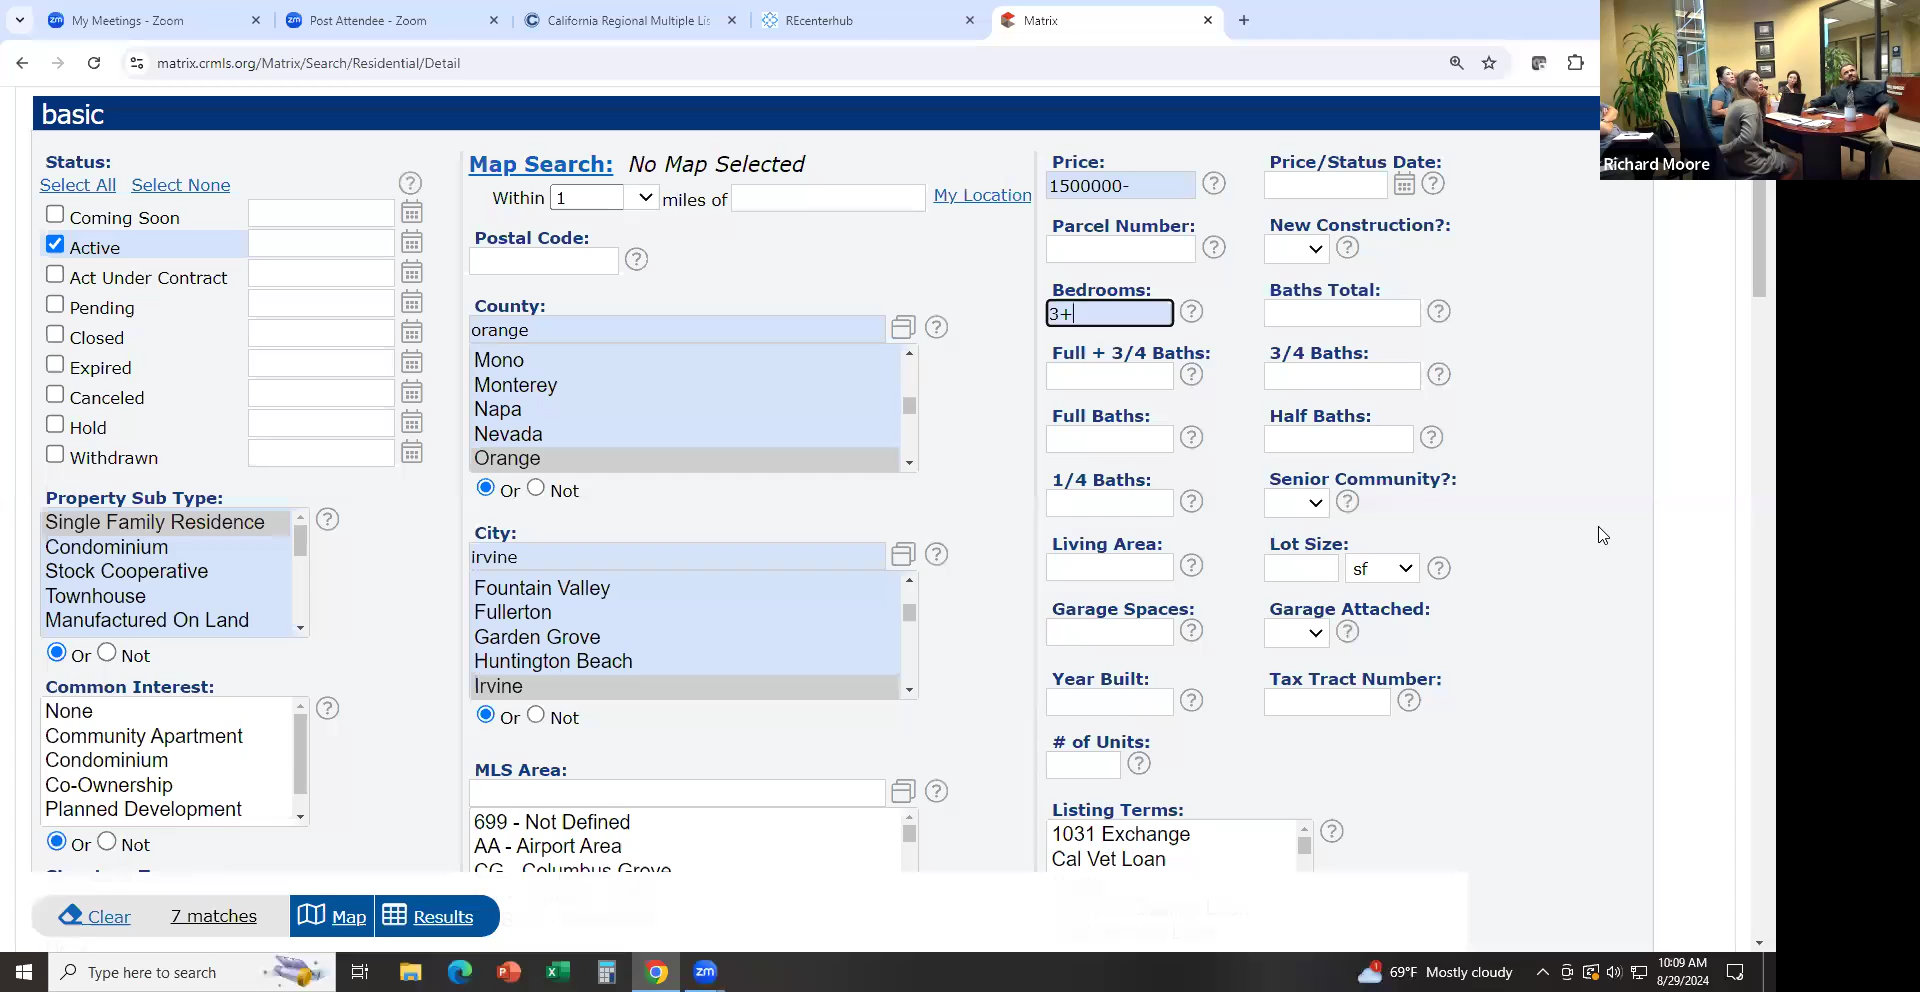 My Meetings - Zoom
Post Attendee - Zoom
California Regional Multiple Lis
REcenterhub
Matrix
matrix.crmls.org/Matrix/Search/Residential/Detail
Richard Moore
basic
Status:
Select All Select None
Coming Soon
Active
Act Under Contract
Pending
Closed
Expired
Canceled
Hold
Withdrawn
Property Sub Type:
Single Family Residence
Condominium
Stock Cooperative
Townhouse
Manufactured On Land
Or Not
Common Interest:
None
Community Apartment
Condominium
Co-Ownership
Planned Development
Or Not
Map Search: No Map Selected
Within 1 miles of My Location
Postal Code:
County:
orange
Mono
Monterey
Napa
Nevada
Orange
Or Not
City:
irvine
Fountain Valley
Fullerton
Garden Grove
Huntington Beach
Irvine
Or Not
MLS Area:
699 - Not Defined
AA - Airport Area
CG - Columbus Grove
Price: Price/Status Date:
1500000-
Parcel Number: New Construction?:
Bedrooms: Baths Total:
3+
Full + 3/4 Baths: 3/4 Baths:
Full Baths: Half Baths:
1/4 Baths: Senior Community?:
Living Area: Lot Size:
sf
Garage Spaces: Garage Attached:
Year Built: Tax Tract Number:
# of Units:
Listing Terms:
1031 Exchange
Cal Vet Loan
Clear 7 matches Map Results
Type here to search
zm
69°F Mostly cloudy
10:09 AM
8/29/2024